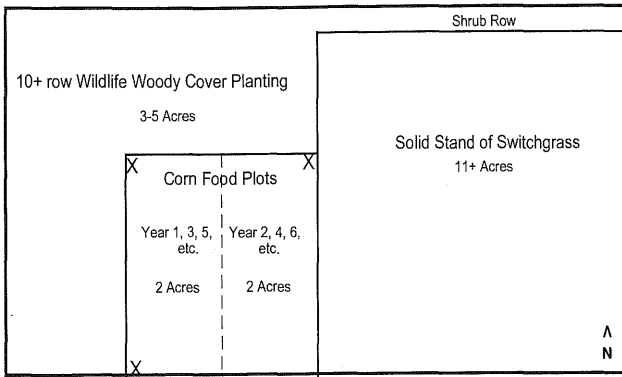 Shrub Row
10+ row Wildlife Woody Cover Planting
3-5 Acres
Solid Stand of Switchgrass
11+ Acres
X
X
Corn Food Plots
Year 1, 3, 5,
etc.
Year 2, 4, 6,
etc.
2 Acres
2 Acres
X
N